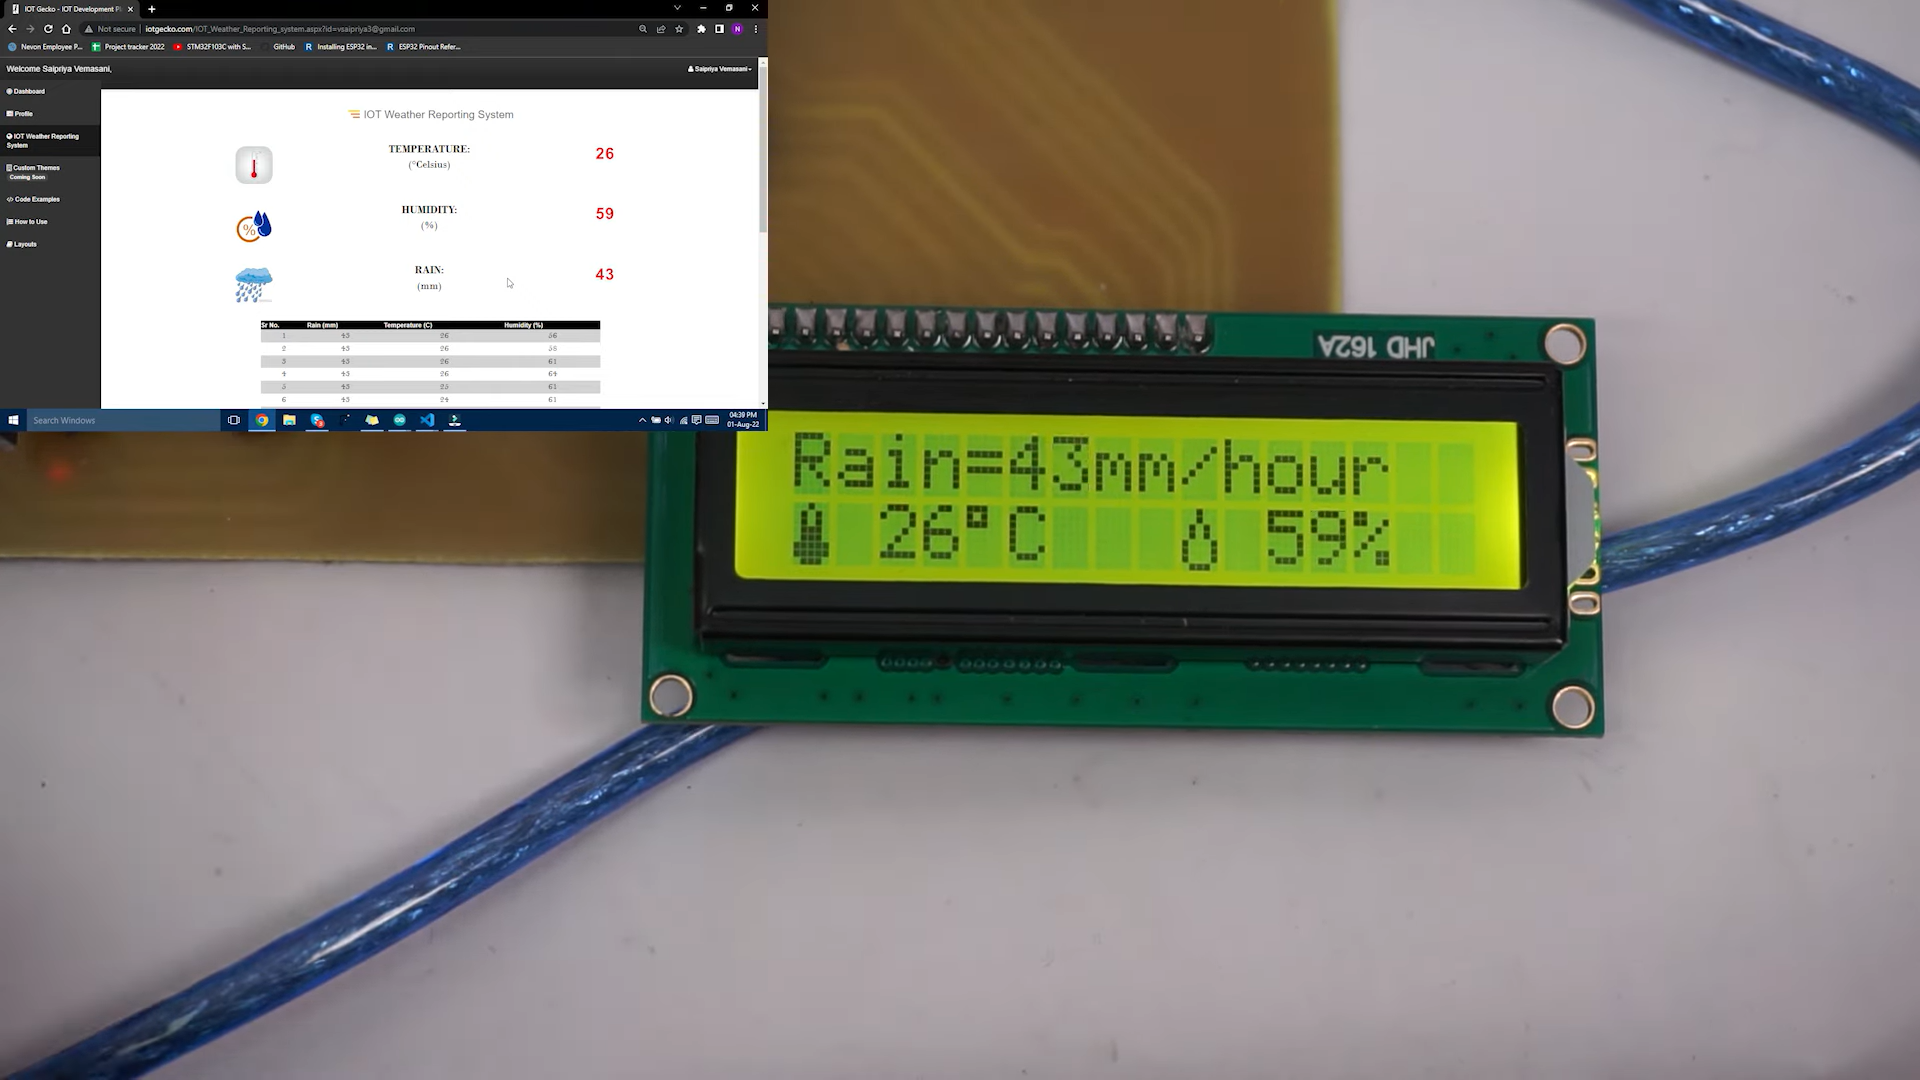 IOT Gecko - IOT Development Pl
Not secure
iotgecko.com/IOT_Weather_Reporting_system.aspx?id=vsaipriya3@gmail.com
N
Nevon Employee P...
Project tracker 2022
STM32F103C with S...
GitHub
Installing ESP32 in...
ESP32 Pinout Refer...
Welcome Saipriya Vemasani,
Saipriya Vemasani
Dashboard
Profile
IOT Weather Reporting
System
Custom Themes
Coming Soon
Code Examples
How to Use
Layouts
IOT Weather Reporting System
TEMPERATURE:
(°Celsius)
26
HUMIDITY:
(%)
59
RAIN:
(mm)
43
Sr No. Rain (mm) Temperature (C) Humidity (%)
1 43 26 56
2 43 26 58
3 43 26 61
4 43 26 64
5 43 25 61
6 43 24 61
Search Windows
04:39 PM
01-Aug-22
JHD 162A
Rain=43mm/hour
26°C 59%